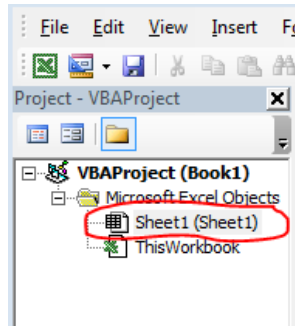 File Edit View Insert
Project - VBAProject
VBAProject (Book1)
Microsoft Excel Objects
Sheet1 (Sheet1)
ThisWorkbook